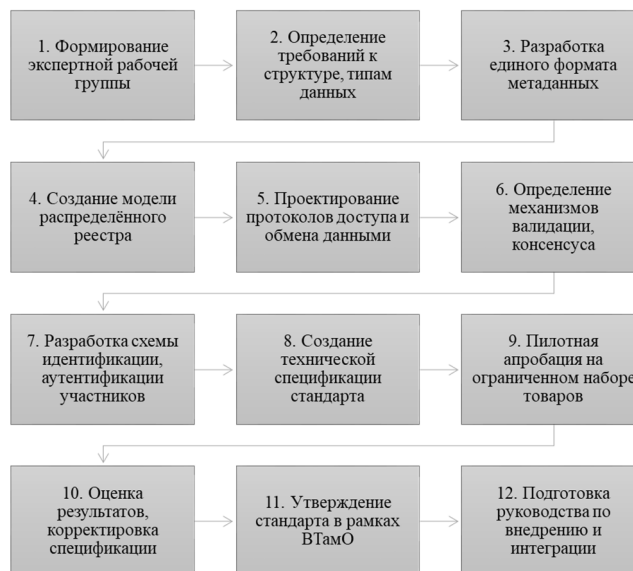 1. Формирование
экспертной рабочей
группы
2. Определение
требований к
структуре, типам
данных
3. Разработка
единого формата
метаданных
4. Создание модели
распределённого
реестра
5. Проектирование
протоколов доступа и
обмена данными
6. Определение
механизмов
валидации,
консенсуса
7. Разработка схемы
идентификации,
аутентификации
участников
8. Создание
технической
спецификации
стандарта
9. Пилотная
апробация на
ограниченном наборе
товаров
10. Оценка
результатов,
корректировка
спецификации
11. Утверждение
стандарта в рамках
ВТамО
12. Подготовка
руководства по
внедрению и
интеграции